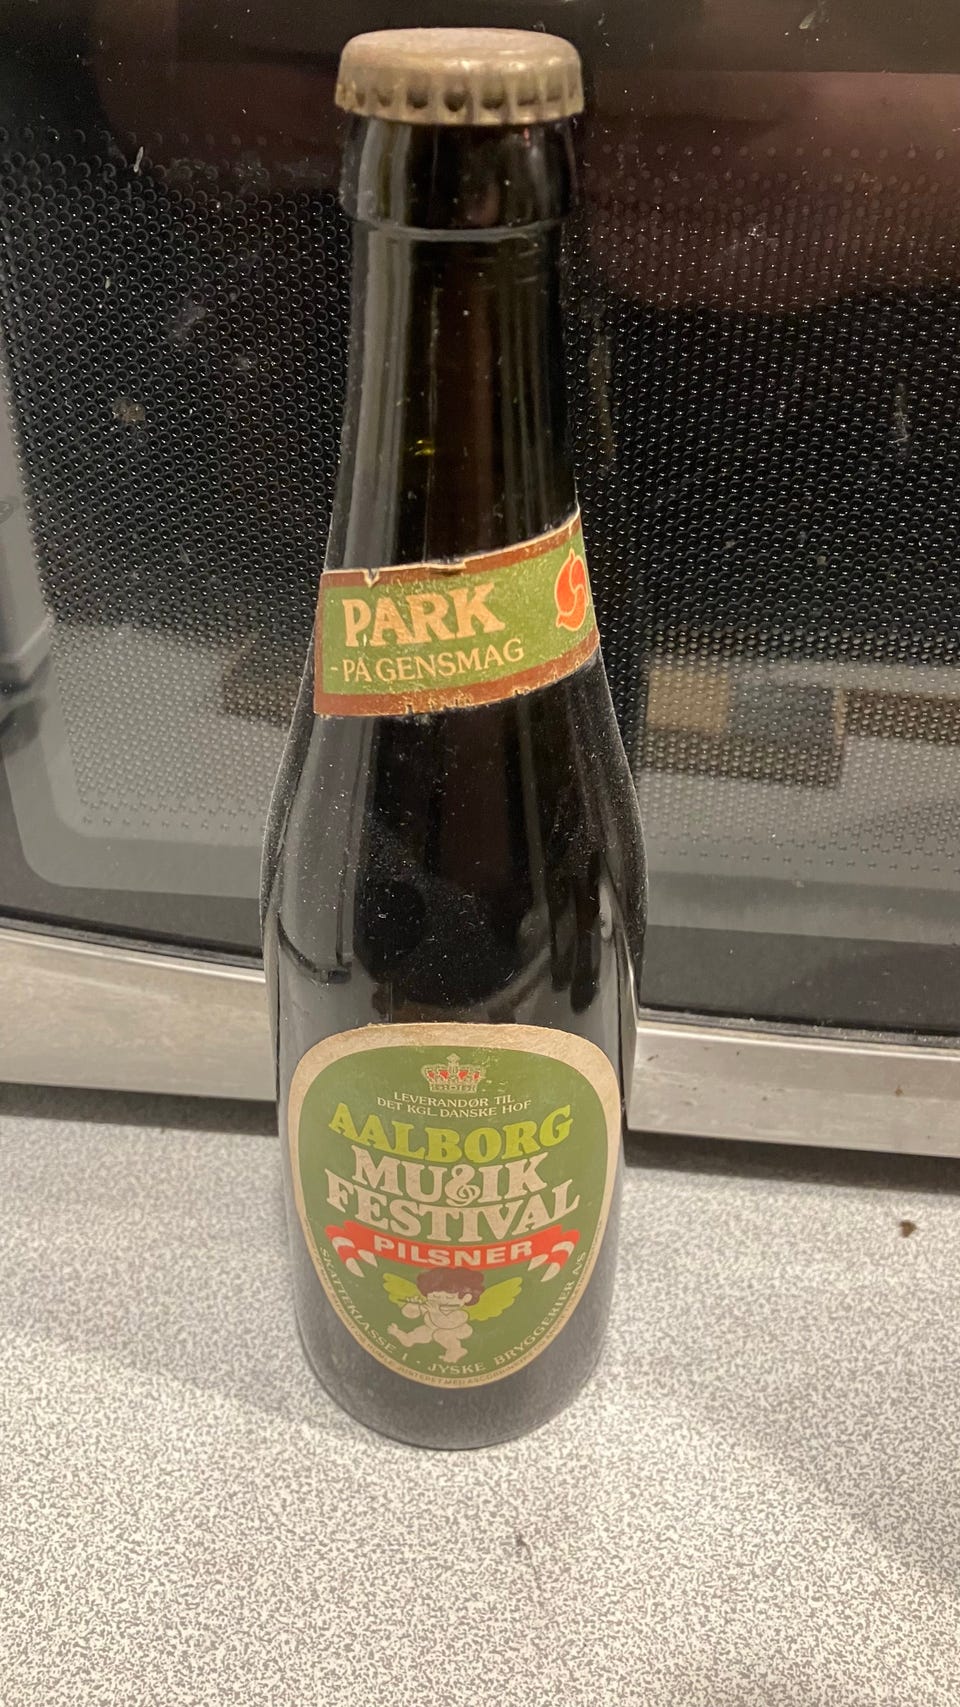 PARK
- PÅ GENSMAG
LEVERANDØR TIL
DET KGL. DANSKE HOF
AALBORG
MUSIK
FESTIVAL
PILSNER
SKATTEKLASSE I · JYSKE BRYGGERIER A/S